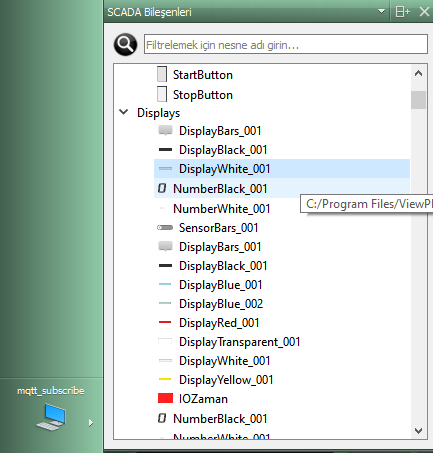 SCADA Bileşenleri
Filtrelemek için nesne adı girin...
StartButton
StopButton
Displays
DisplayBars_001
DisplayBlack_001
DisplayWhite_001
NumberBlack_001
C:/Program Files/ViewPl
NumberWhite_001
SensorBars_001
DisplayBars_001
DisplayBlack_001
DisplayBlue_001
DisplayBlue_002
DisplayRed_001
DisplayTransparent_001
DisplayWhite_001
DisplayYellow_001
IOZaman
NumberBlack_001
NumberWhite_001
mqtt_subscribe